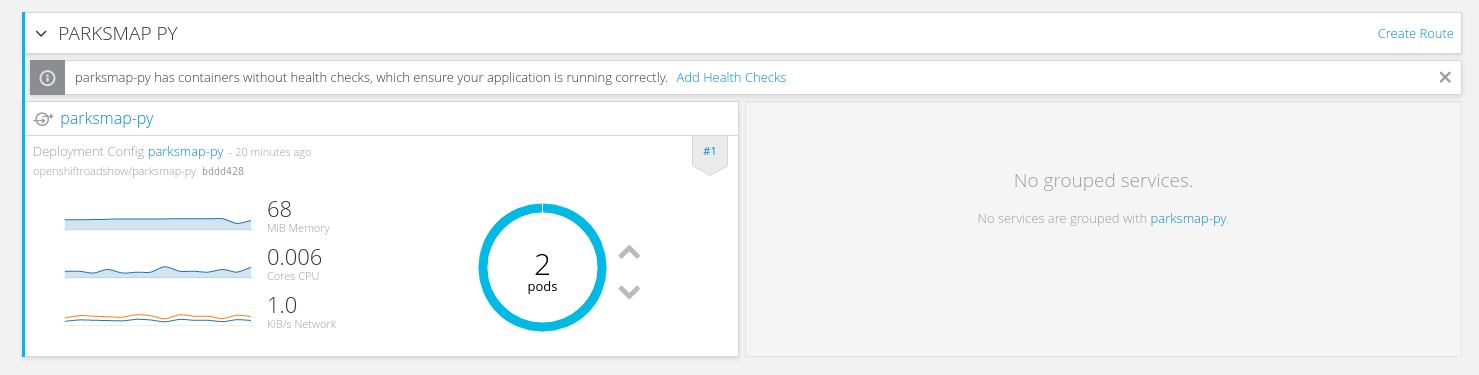 PARKSMAP PY
Create Route
parksmap-py has containers without health checks, which ensure your application is running correctly. Add Health Checks
parksmap-py
Deployment Config parksmap-py – 20 minutes ago
#1
openshiftroadshow/parksmap-py bddd428
68
MiB Memory
0.006
Cores CPU
1.0
KiB/s Network
2
pods
No grouped services.
No services are grouped with parksmap-py.